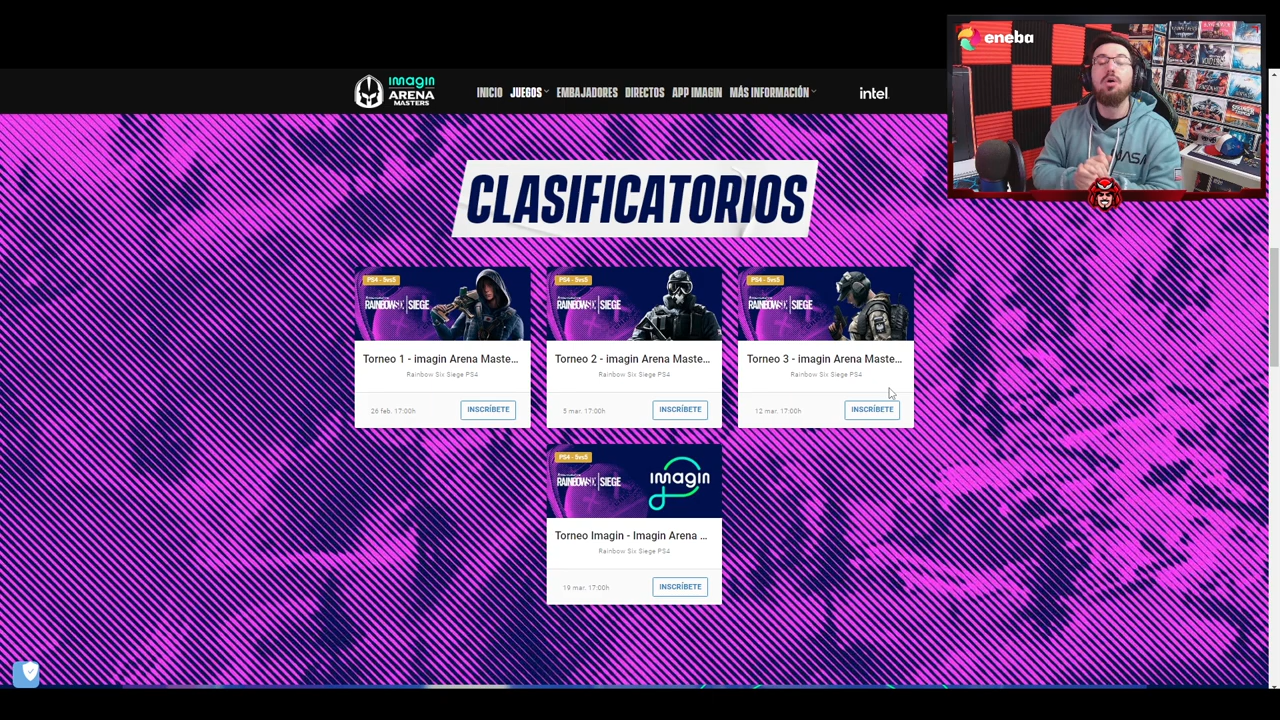 eneba
imagin
ARENA
MASTERS
INICIO JUEGOS EMBAJADORES DIRECTOS APP IMAGIN MÁS INFORMACIÓN
intel.
NASA
CLASIFICATORIOS
PS4 - 5vs5
RAINBOW SIX | SIEGE
Torneo 1 - imagin Arena Maste...
Rainbow Six Siege PS4
26 feb. 17:00h
INSCRÍBETE
PS4 - 5vs5
RAINBOW SIX | SIEGE
Torneo 2 - imagin Arena Maste...
Rainbow Six Siege PS4
5 mar. 17:00h
INSCRÍBETE
PS4 - 5vs5
RAINBOW SIX | SIEGE
Torneo 3 - imagin Arena Maste...
Rainbow Six Siege PS4
12 mar. 17:00h
INSCRÍBETE
PS4 - 5vs5
RAINBOW SIX | SIEGE
imagin
Torneo Imagin - Imagin Arena ...
Rainbow Six Siege PS4
19 mar. 17:00h
INSCRÍBETE